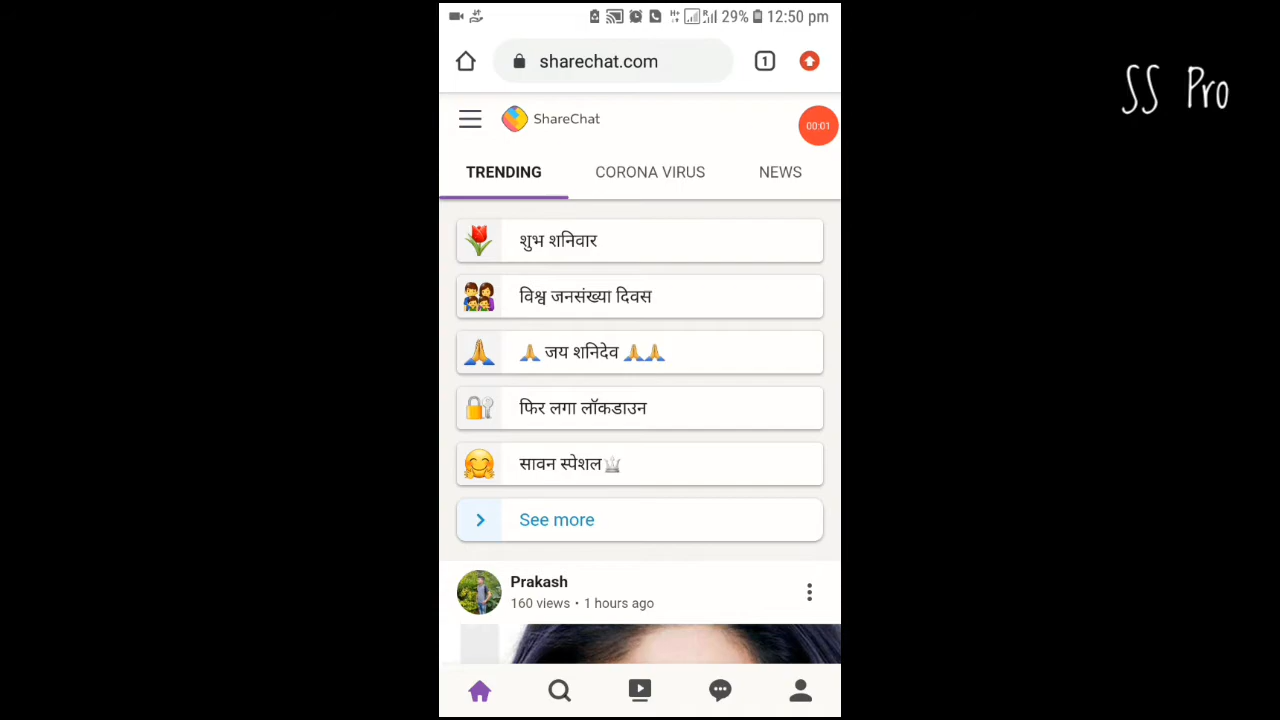 29% 12:50 pm
SS Pro
sharechat.com
1
ShareChat
00:01
TRENDING CORONA VIRUS NEWS
शुभ शनिवार
विश्व जनसंख्या दिवस
🙏 जय शनिदेव 🙏🙏
फिर लगा लॉकडाउन
सावन स्पेशल
See more
Prakash
160 views • 1 hours ago